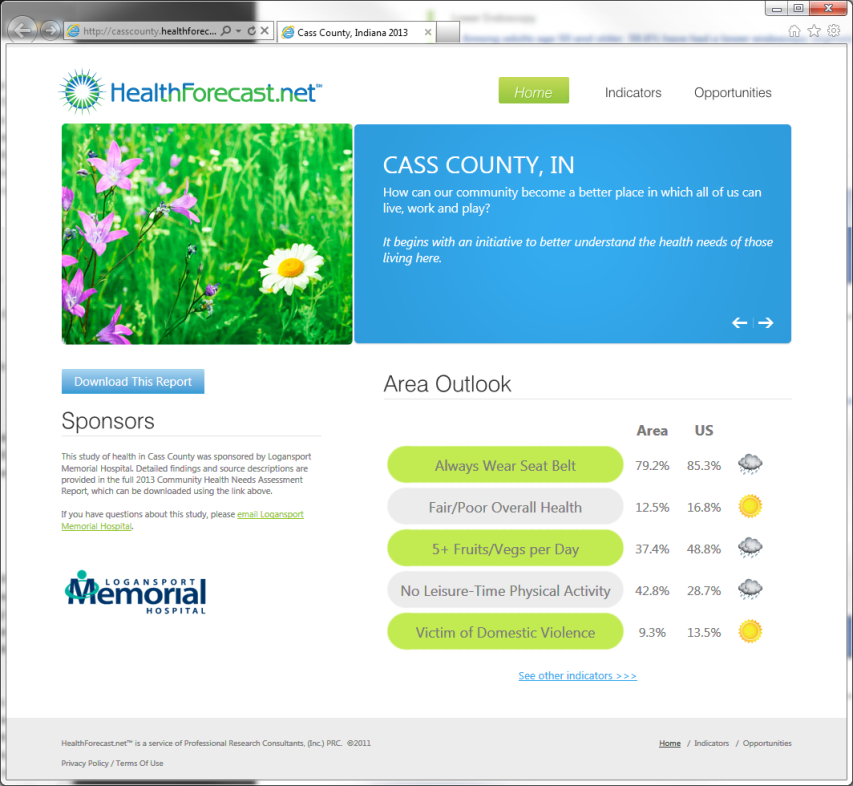 Lower Endoscopy
http://casscounty.healthforec...
Cass County, Indiana 2013
HealthForecast.net℠
Home
Indicators
Opportunities
CASS COUNTY, IN
How can our community become a better place in which all of us can
live, work and play?
It begins with an initiative to better understand the health needs of those
living here.
Download This Report
Sponsors
This study of health in Cass County was sponsored by Logansport
Memorial Hospital. Detailed findings and source descriptions are
provided in the full 2013 Community Health Needs Assessment
Report, which can be downloaded using the link above.
If you have questions about this study, please email Logansport
Memorial Hospital.
LOGANSPORT
Memorial
HOSPITAL
Area Outlook
Area US
Always Wear Seat Belt 79.2% 85.3%
Fair/Poor Overall Health 12.5% 16.8%
5+ Fruits/Vegs per Day 37.4% 48.8%
No Leisure-Time Physical Activity 42.8% 28.7%
Victim of Domestic Violence 9.3% 13.5%
See other indicators >>>
HealthForecast.net™ is a service of Professional Research Consultants, (Inc.) PRC. ©2011
Home / Indicators / Opportunities
Privacy Policy / Terms Of Use